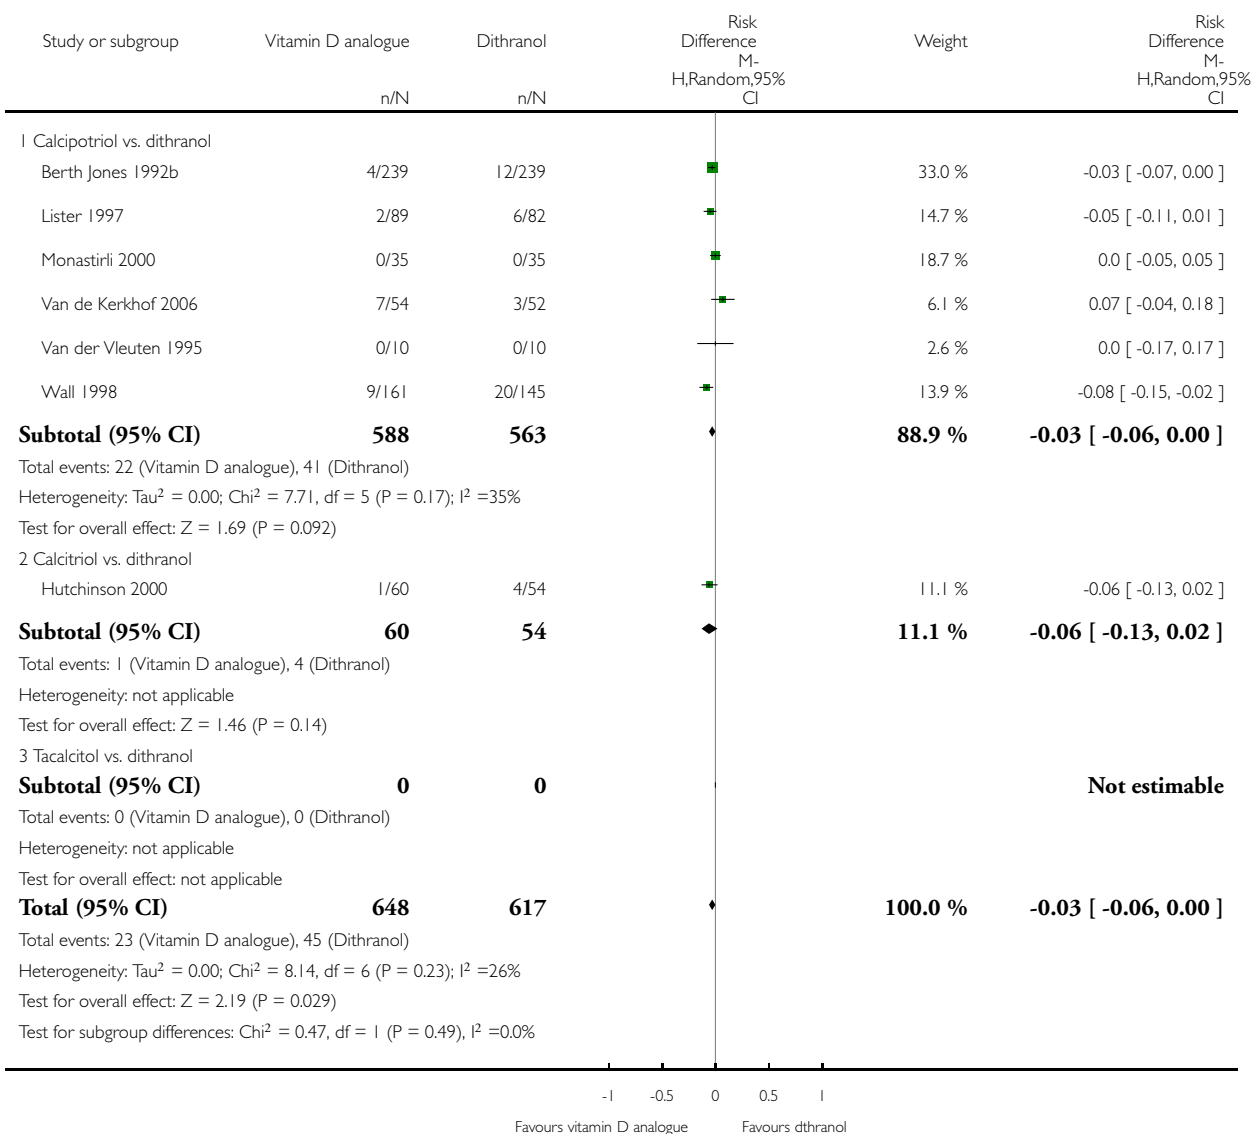 Study or subgroup Vitamin D analogue Dithranol Risk Difference M-H,Random,95% CI Weight Risk Difference M-H,Random,95% CI
n/N n/N
1 Calcipotriol vs. dithranol
Berth Jones 1992b 4/239 12/239 33.0 % -0.03 [ -0.07, 0.00 ]
Lister 1997 2/89 6/82 14.7 % -0.05 [ -0.11, 0.01 ]
Monastirli 2000 0/35 0/35 18.7 % 0.0 [ -0.05, 0.05 ]
Van de Kerkhof 2006 7/54 3/52 6.1 % 0.07 [ -0.04, 0.18 ]
Van der Vleuten 1995 0/10 0/10 2.6 % 0.0 [ -0.17, 0.17 ]
Wall 1998 9/161 20/145 13.9 % -0.08 [ -0.15, -0.02 ]
Subtotal (95% CI) 588 563 88.9 % -0.03 [ -0.06, 0.00 ]
Total events: 22 (Vitamin D analogue), 41 (Dithranol)
Heterogeneity: Tau² = 0.00; Chi² = 7.71, df = 5 (P = 0.17); I² =35%
Test for overall effect: Z = 1.69 (P = 0.092)
2 Calcitriol vs. dithranol
Hutchinson 2000 1/60 4/54 11.1 % -0.06 [ -0.13, 0.02 ]
Subtotal (95% CI) 60 54 11.1 % -0.06 [ -0.13, 0.02 ]
Total events: 1 (Vitamin D analogue), 4 (Dithranol)
Heterogeneity: not applicable
Test for overall effect: Z = 1.46 (P = 0.14)
3 Tacalcitol vs. dithranol
Subtotal (95% CI) 0 0 Not estimable
Total events: 0 (Vitamin D analogue), 0 (Dithranol)
Heterogeneity: not applicable
Test for overall effect: not applicable
Total (95% CI) 648 617 100.0 % -0.03 [ -0.06, 0.00 ]
Total events: 23 (Vitamin D analogue), 45 (Dithranol)
Heterogeneity: Tau² = 0.00; Chi² = 8.14, df = 6 (P = 0.23); I² =26%
Test for overall effect: Z = 2.19 (P = 0.029)
Test for subgroup differences: Chi² = 0.47, df = 1 (P = 0.49), I² =0.0%
-1 -0.5 0 0.5 1
Favours vitamin D analogue Favours dthranol